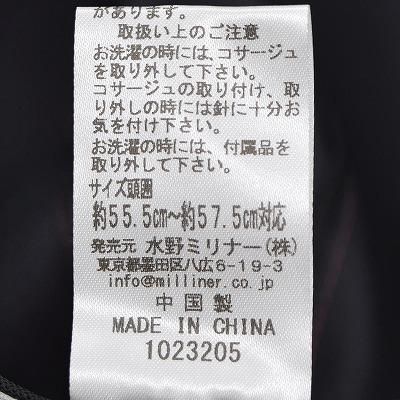 があります。
取扱い上のご注意
お洗濯の時には、コサージュ
を取り外して下さい。
コサージュの取り付け、取
り外しの時には針に十分お
気を付け下さい。
お洗濯の時には、付属品を
取り外して下さい。
サイズ頭囲
約55.5cm～約57.5cm対応
発売元 水野ミリナー(株)
東京都墨田区八広6-19-3
info@milliner.co.jp
中国製
MADE IN CHINA
1023205